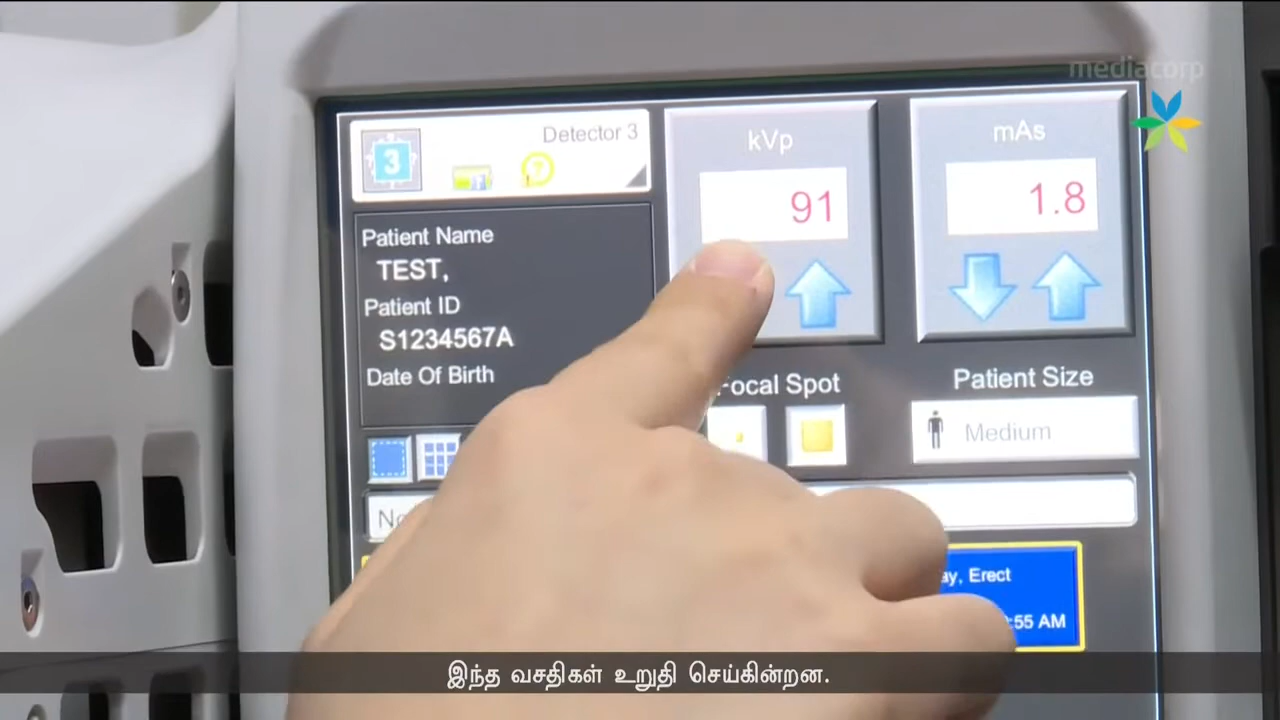 mediacorp
3
Detector 3
kVp
91
mAs
1.8
Patient Name
TEST,
Patient ID
S1234567A
Date Of Birth
Focal Spot
Patient Size
Medium
Erect
:55 AM
இந்த வசதிகள் உறுதி செய்கின்றன.